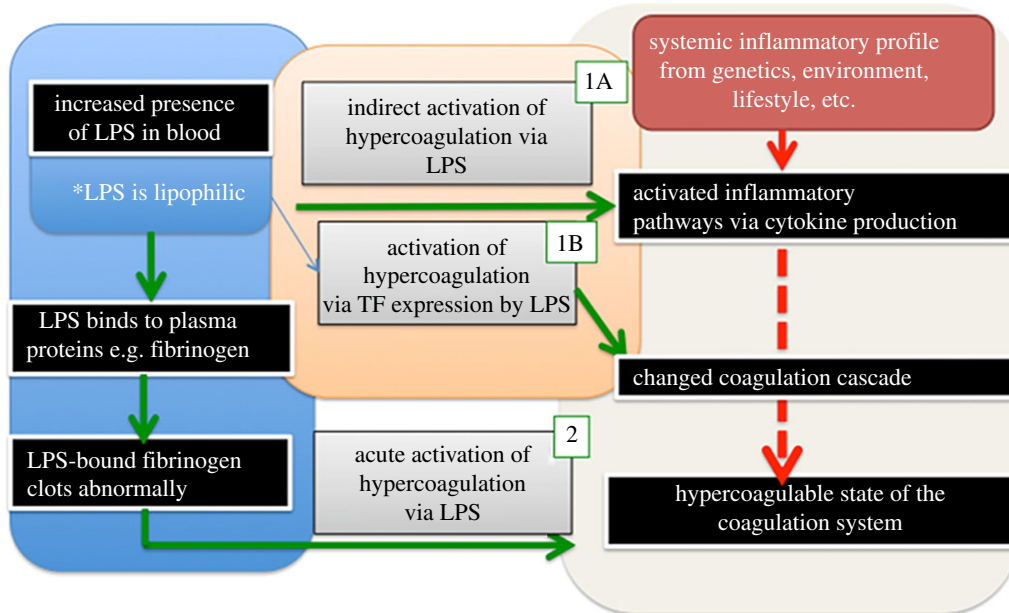 increased presence
of LPS in blood
*LPS is lipophilic
LPS binds to plasma
proteins e.g. fibrinogen
LPS-bound fibrinogen
clots abnormally
1A
indirect activation of
hypercoagulation via
LPS
1B
activation of
hypercoagulation
via TF expression by LPS
2
acute activation of
hypercoagulation
via LPS
systemic inflammatory profile
from genetics, environment,
lifestyle, etc.
activated inflammatory
pathways via cytokine production
changed coagulation cascade
hypercoagulable state of the
coagulation system